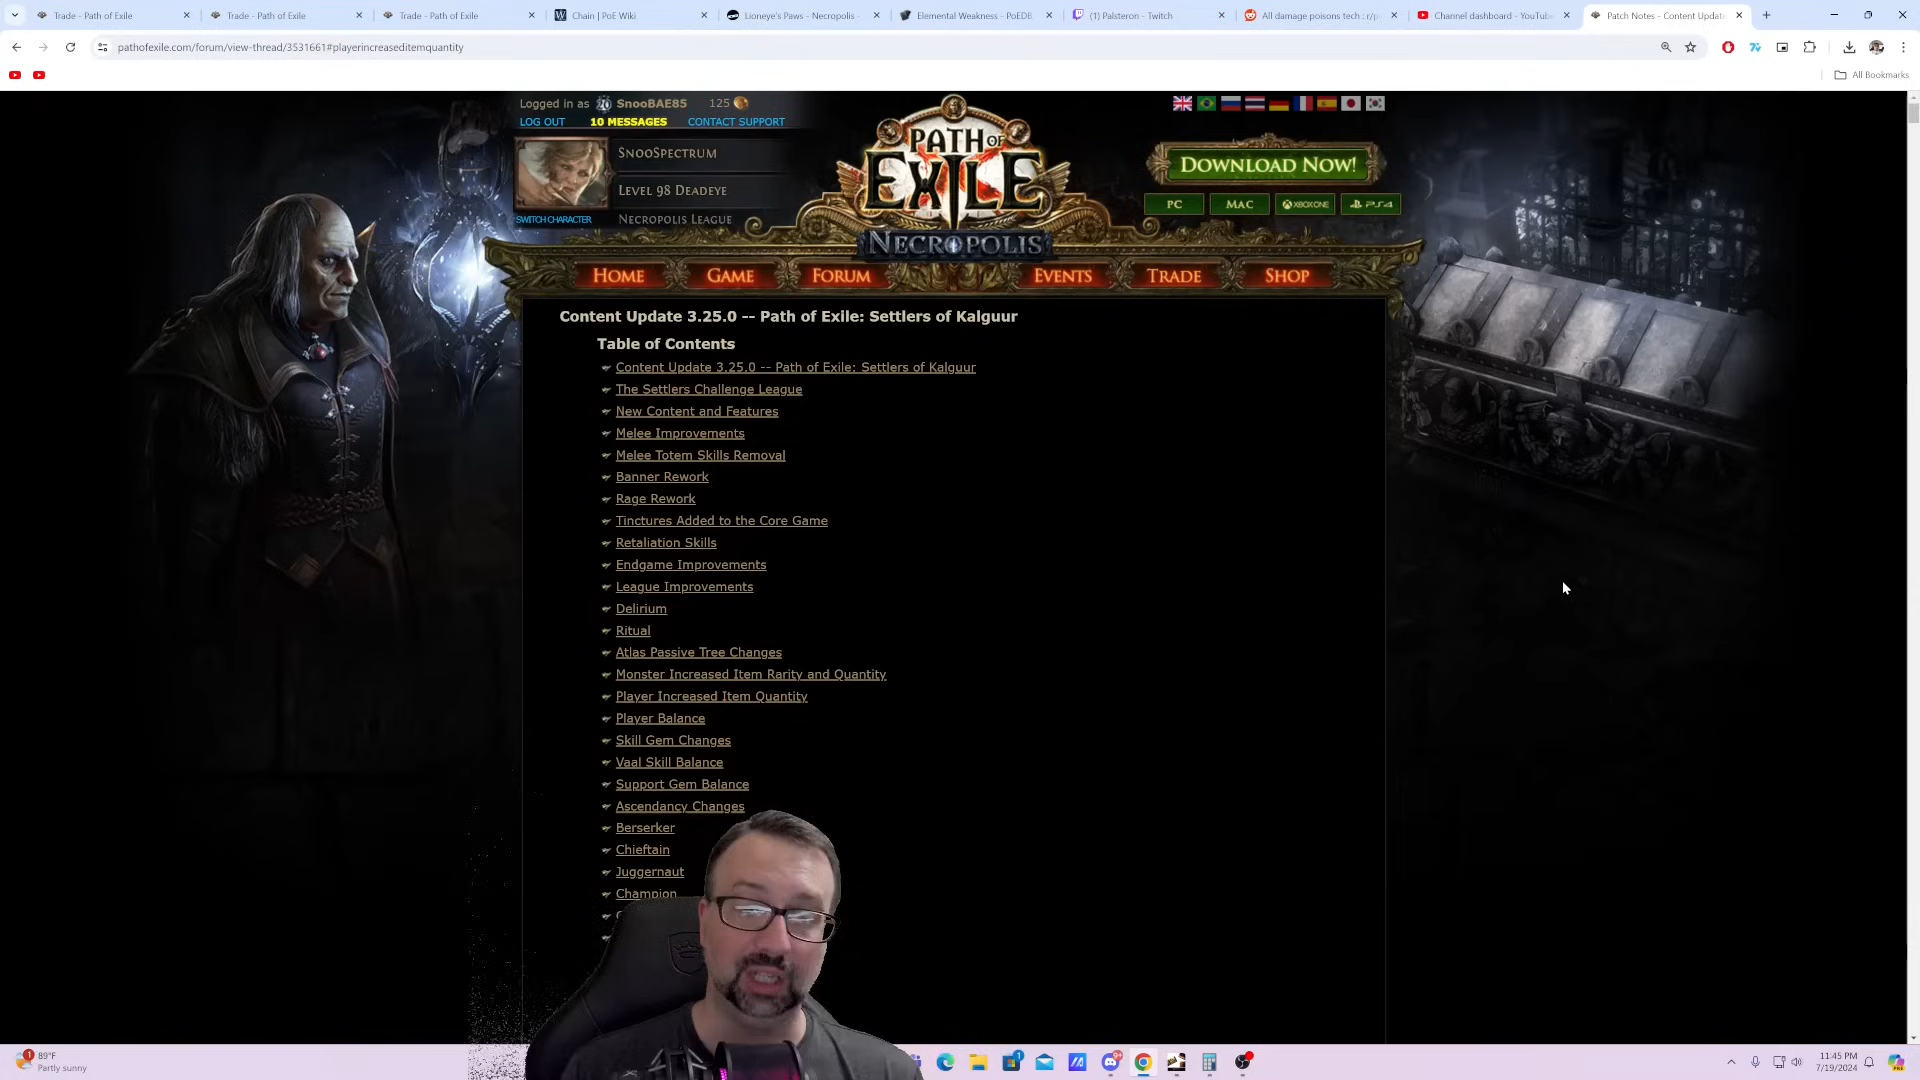 Trade - Path of Exile
Trade - Path of Exile
Trade - Path of Exile
Chain | PoE Wiki
Lioneye's Paws - Necropolis -
Elemental Weakness - PoEDB
(1) Palsteron - Twitch
All damage poisons tech : r/p
Channel dashboard - YouTube
Patch Notes - Content Updat
pathofexile.com/forum/view-thread/3531661#playerincreaseditemquantity
All Bookmarks
Logged in as SnooBAE85 125
LOG OUT 10 MESSAGES CONTACT SUPPORT
SnooSpectrum
Level 98 Deadeye
SWITCH CHARACTER Necropolis League
PATH OF EXILE
NECROPOLIS
DOWNLOAD NOW!
PC MAC XBOX ONE PS4
HOME GAME FORUM EVENTS TRADE SHOP
Content Update 3.25.0 -- Path of Exile: Settlers of Kalguur
Table of Contents
Content Update 3.25.0 -- Path of Exile: Settlers of Kalguur
The Settlers Challenge League
New Content and Features
Melee Improvements
Melee Totem Skills Removal
Banner Rework
Rage Rework
Tinctures Added to the Core Game
Retaliation Skills
Endgame Improvements
League Improvements
Delirium
Ritual
Atlas Passive Tree Changes
Monster Increased Item Rarity and Quantity
Player Increased Item Quantity
Player Balance
Skill Gem Changes
Vaal Skill Balance
Support Gem Balance
Ascendancy Changes
Berserker
Chieftain
Juggernaut
Champion
1
89°F
Partly sunny
11:45 PM
7/19/2024